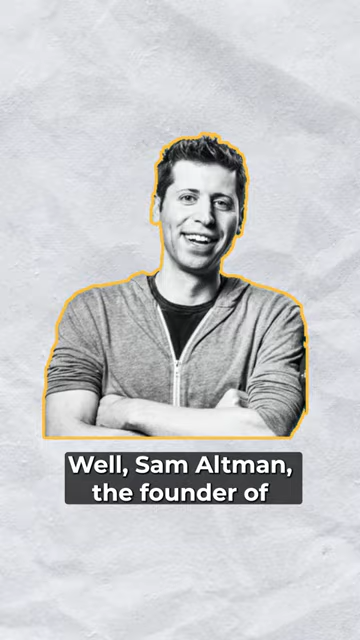 Well, Sam Altman,
the founder of